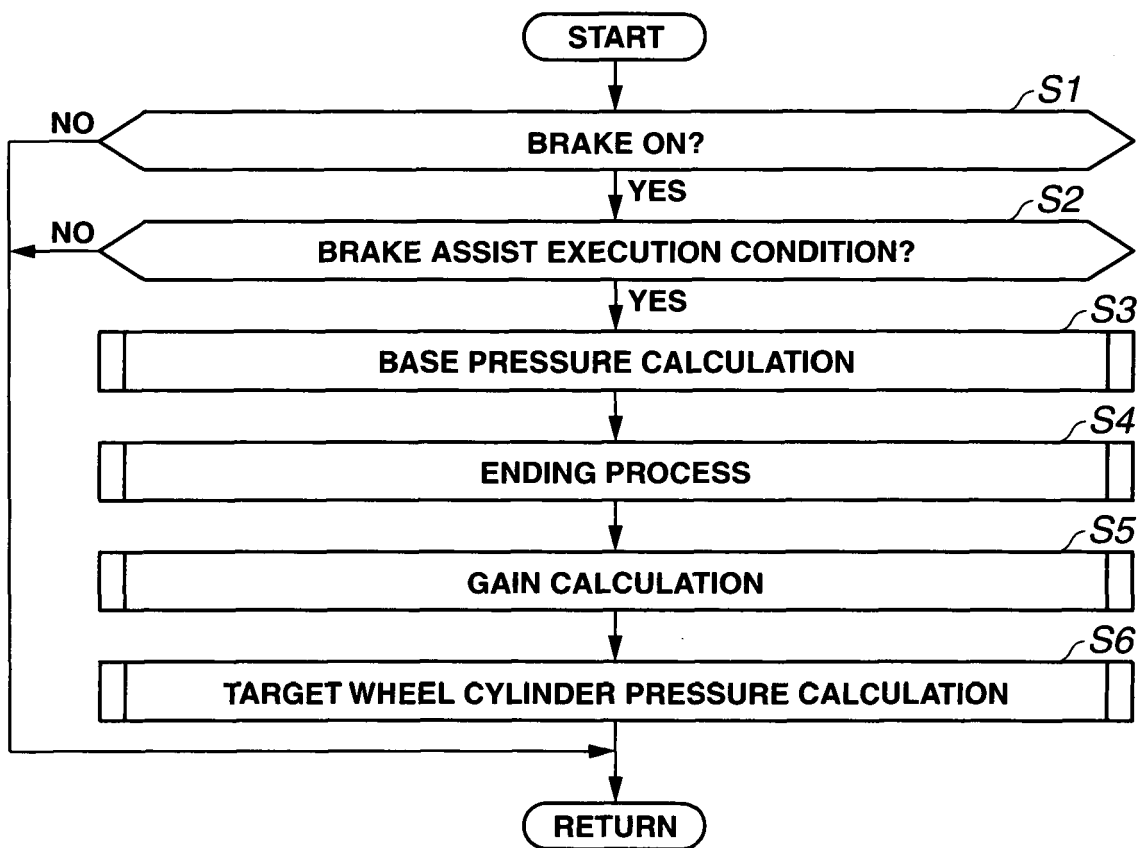 START
S1
NO
BRAKE ON?
YES
S2
NO
BRAKE ASSIST EXECUTION CONDITION?
YES
S3
BASE PRESSURE CALCULATION
S4
ENDING PROCESS
S5
GAIN CALCULATION
S6
TARGET WHEEL CYLINDER PRESSURE CALCULATION
RETURN